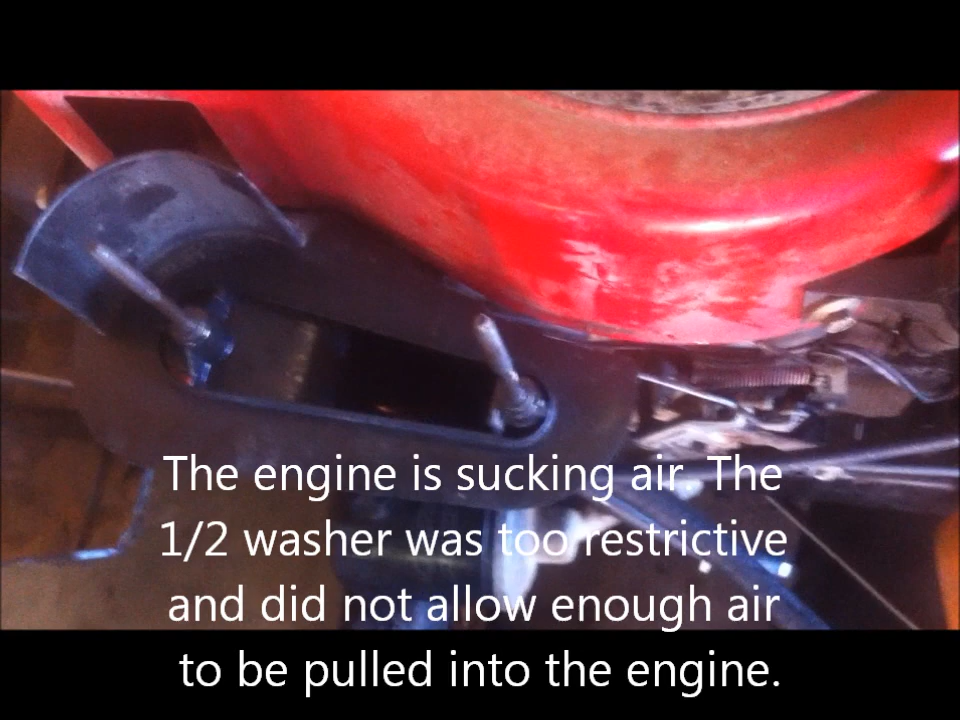 The engine is sucking air. The
1/2 washer was too restrictive
and did not allow enough air
to be pulled into the engine.